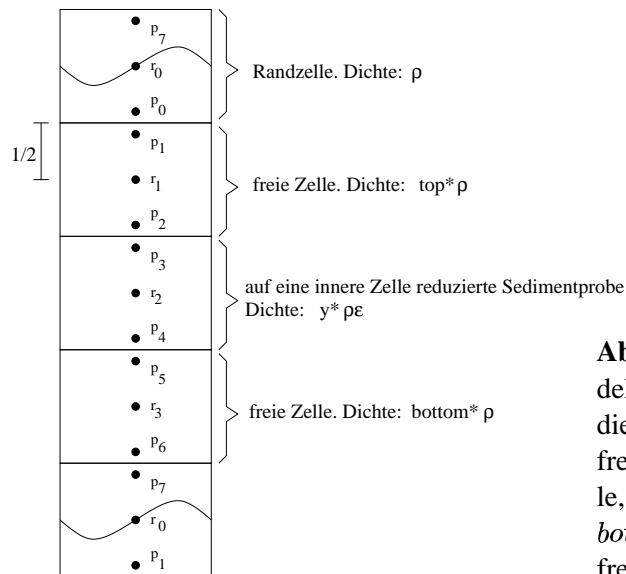 p7
r0
p0
Randzelle. Dichte: ρ
1/2
p1
r1
p2
freie Zelle. Dichte: top* ρ
p3
r2
p4
auf eine innere Zelle reduzierte Sedimentprobe
Dichte: y* ρε
p5
r3
p6
freie Zelle. Dichte: bottom* ρ
p7
r0
p1
Ab
del
die
fre
le,
bot
fre